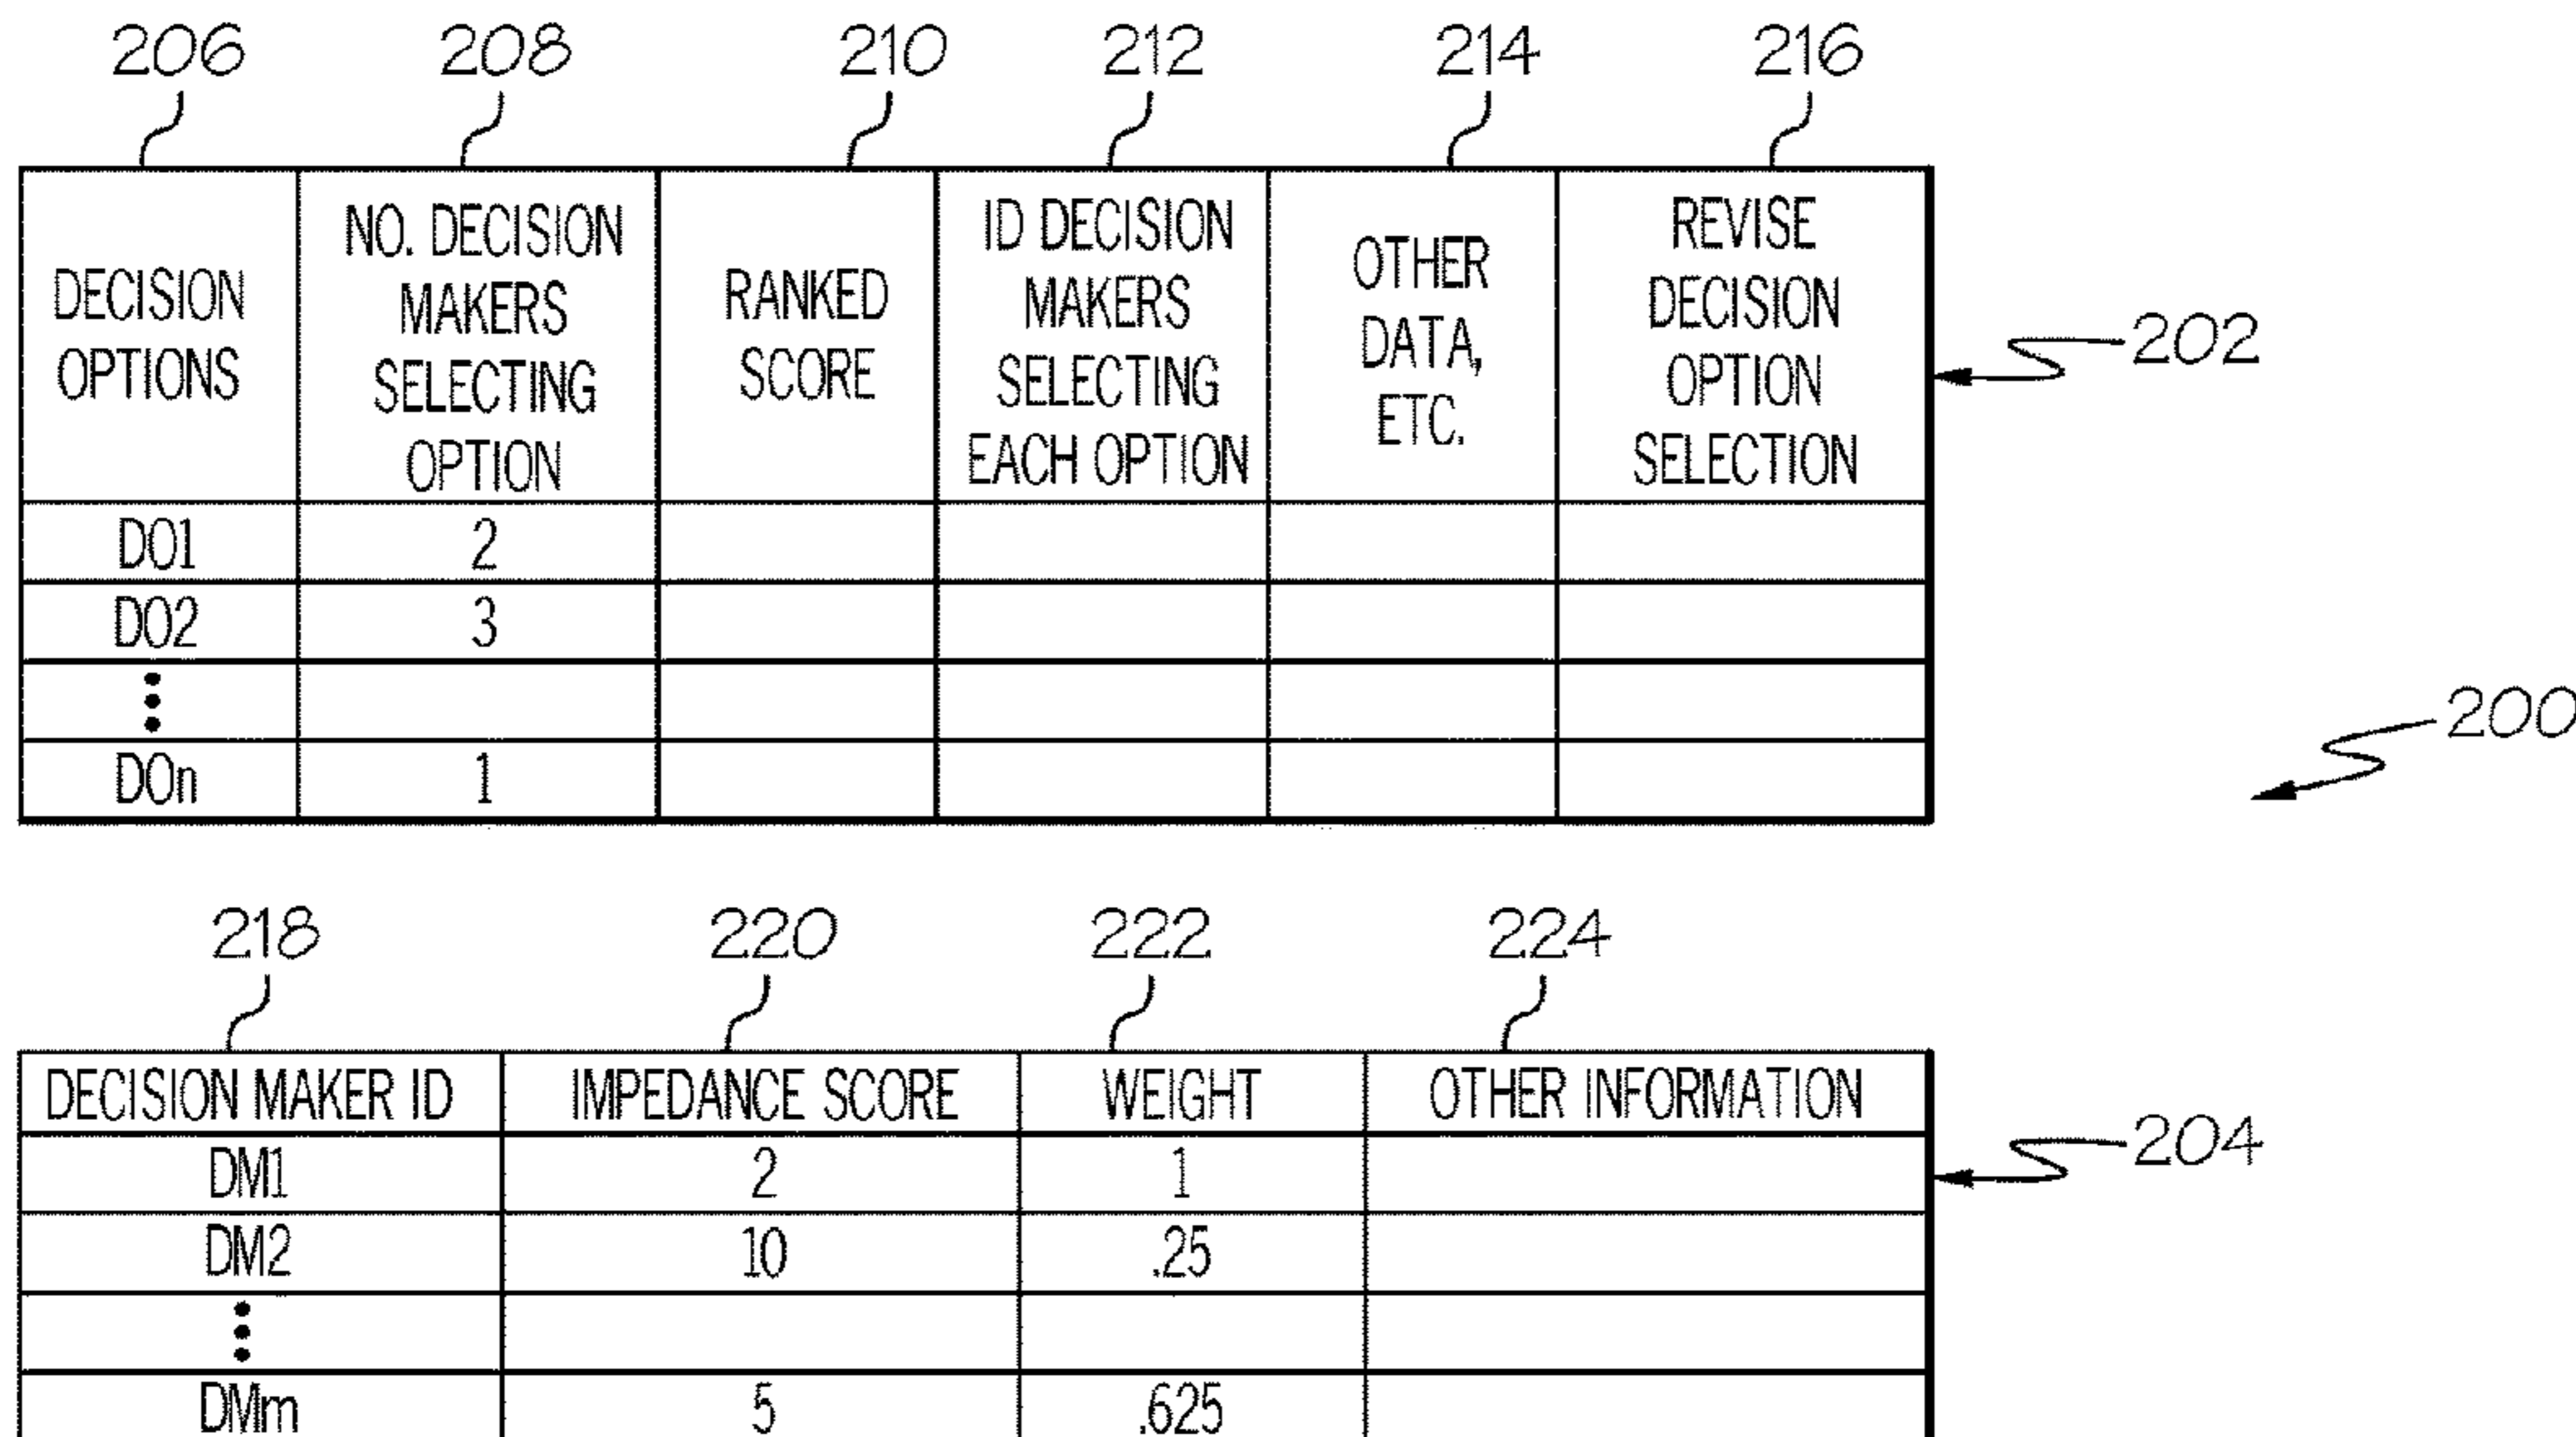 206 208 210 212 214 216
DECISION OPTIONS
NO. DECISION MAKERS SELECTING OPTION
RANKED SCORE
ID DECISION MAKERS SELECTING EACH OPTION
OTHER DATA, ETC.
REVISE DECISION OPTION SELECTION
202
DO1 2
DO2 3
DOn 1
200
218 220 222 224
DECISION MAKER ID IMPEDANCE SCORE WEIGHT OTHER INFORMATION
204
DM1 2 1
DM2 10 .25
DMm 5 .625